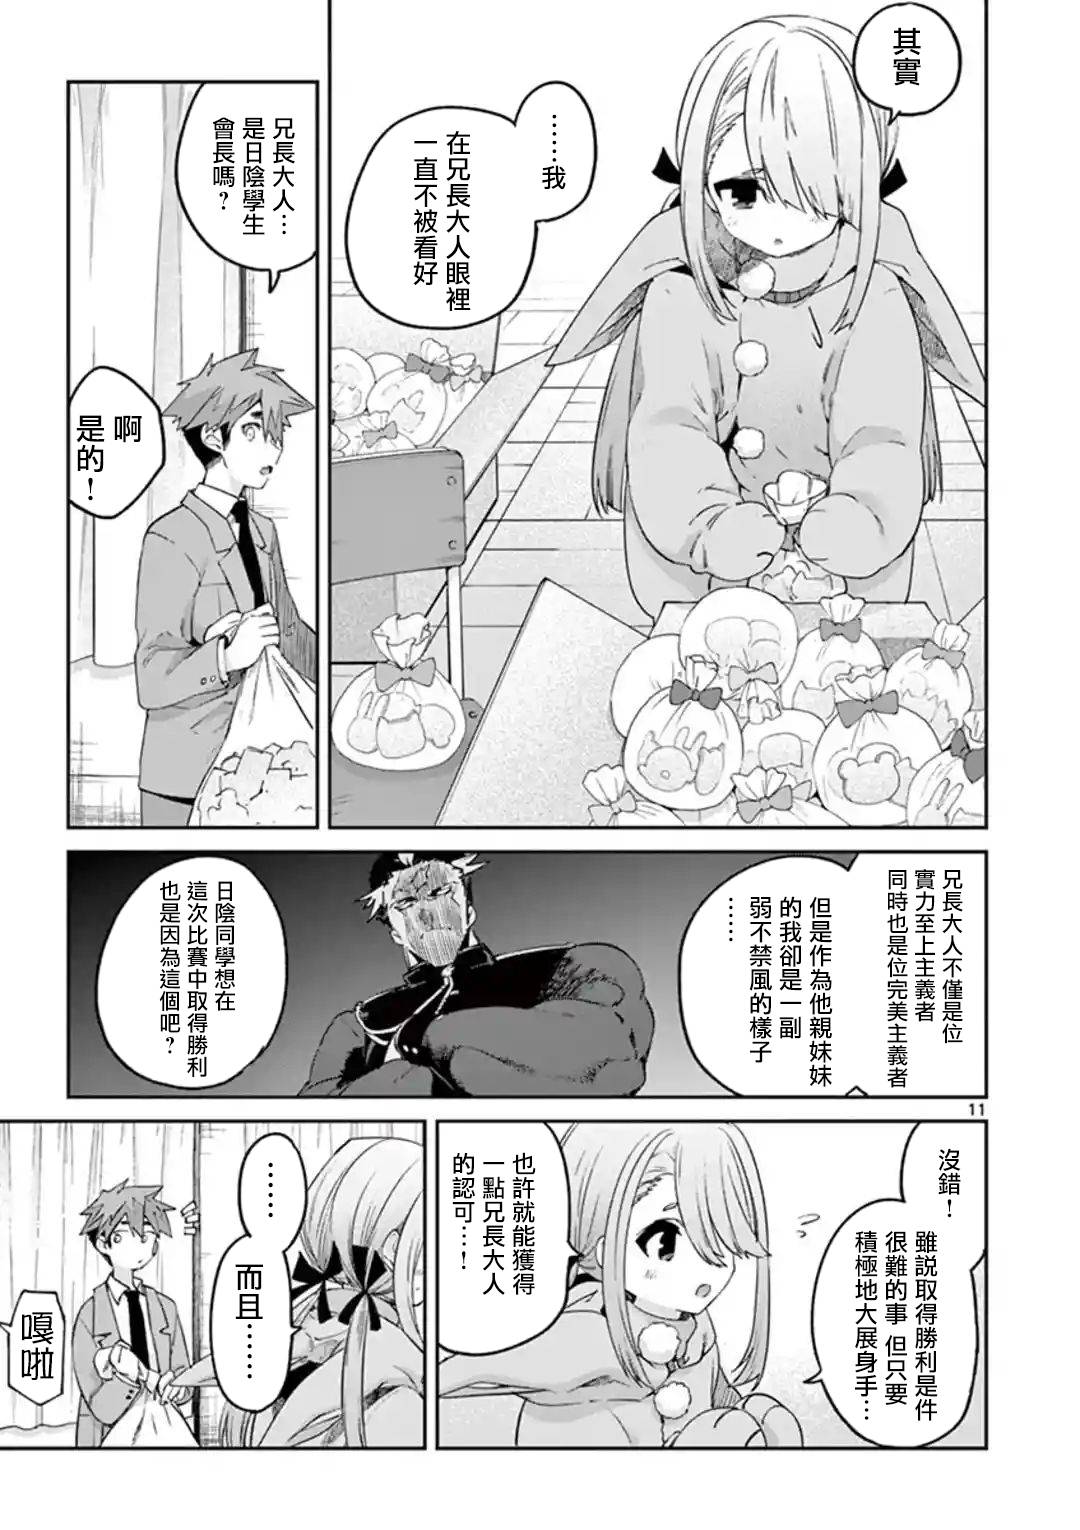 其實
……我
在兄長大人眼裡
一直不被看好
兄長大人…
是日陰學生
會長嗎？
啊
是的！
兄長大人不僅是位
實力至上主義者
同時也是位完美主義者
但是作為他親妹妹
的我卻是一副
弱不禁風的樣子
……
日陰同學想在
這次比賽中取得勝利
也是因為這個吧？
11
沒錯！
雖說取得勝利是件
很難的事 但只要
積極地大展身手…
也許就能獲得
一點兄長大人
的認可…！
……
而且……
嘎啦